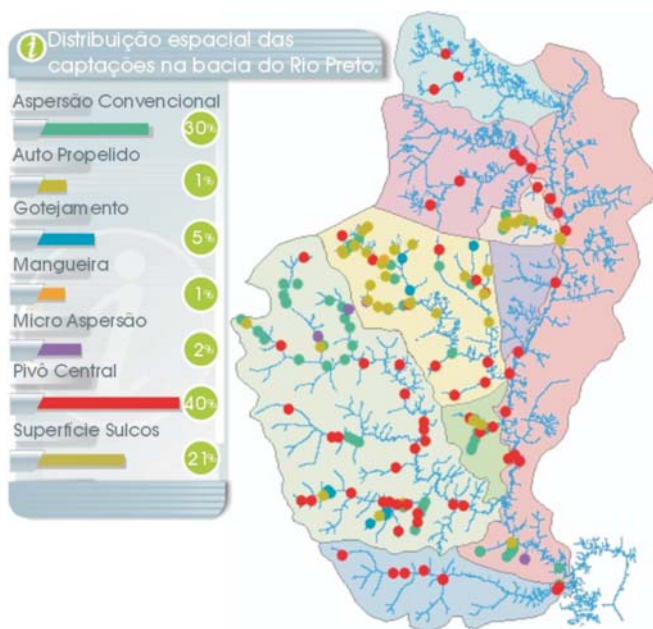 i Distribuição espacial das
captações na bacia do Rio Preto.
Aspersão Convencional
30%
Auto Propelido
1%
Gotejamento
5%
Mangueira
1%
Micro Aspersão
2%
Pivô Central
40%
Superfície Sulcos
21%